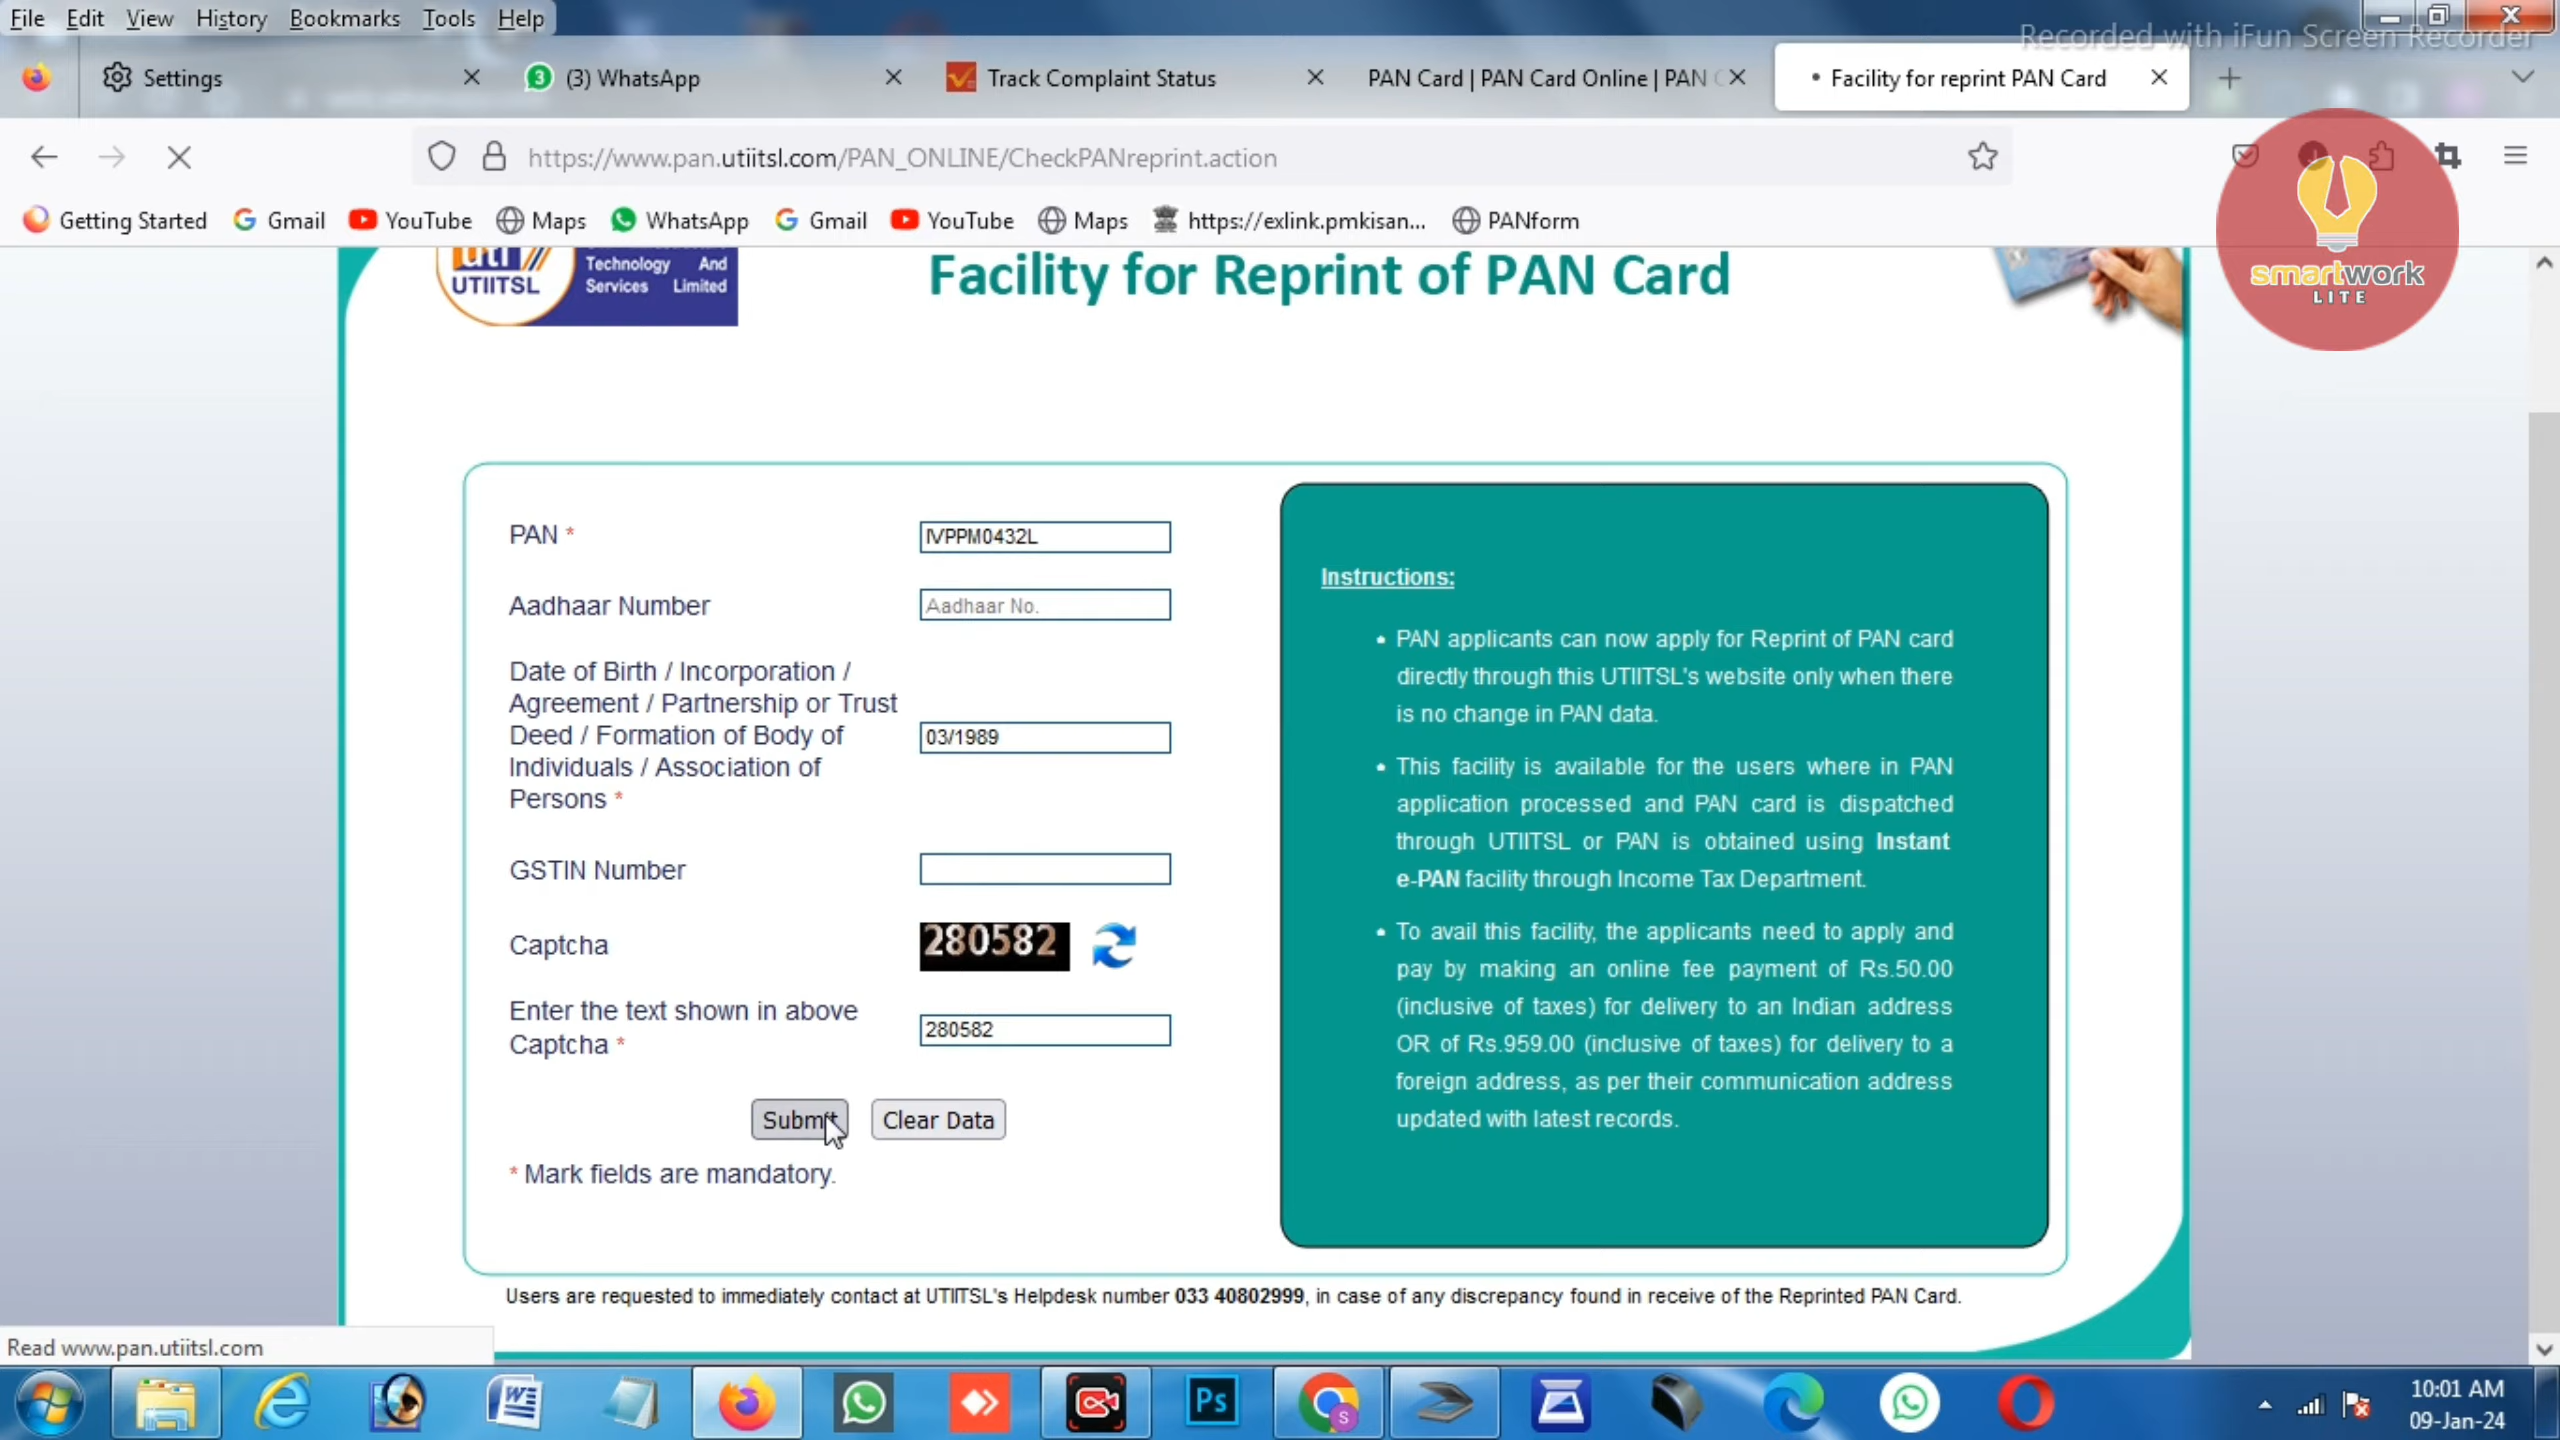 File Edit View History Bookmarks Tools Help
Recorded with iFun Screen Recorder
Settings
3 (3) WhatsApp
Track Complaint Status
PAN Card | PAN Card Online | PAN C
Facility for reprint PAN Card
https://www.pan.utiitsl.com/PAN_ONLINE/CheckPANreprint.action
Getting Started Gmail YouTube Maps WhatsApp Gmail YouTube Maps https://exlink.pmkisan... PANform
smartwork
LITE
uti
UTIITSL
Technology And
Services Limited
Facility for Reprint of PAN Card
PAN *
IVPPM0432L
Aadhaar Number
Aadhaar No.
Date of Birth / Incorporation /
Agreement / Partnership or Trust
Deed / Formation of Body of
Individuals / Association of
Persons *
03/1989
GSTIN Number
Captcha
280582
Enter the text shown in above
Captcha *
280582
Submit
Clear Data
* Mark fields are mandatory.
Instructions:
• PAN applicants can now apply for Reprint of PAN card
directly through this UTIITSL's website only when there
is no change in PAN data.
• This facility is available for the users where in PAN
application processed and PAN card is dispatched
through UTIITSL or PAN is obtained using Instant
e-PAN facility through Income Tax Department.
• To avail this facility, the applicants need to apply and
pay by making an online fee payment of Rs.50.00
(inclusive of taxes) for delivery to an Indian address
OR of Rs.959.00 (inclusive of taxes) for delivery to a
foreign address, as per their communication address
updated with latest records.
Users are requested to immediately contact at UTIITSL's Helpdesk number 033 40802999, in case of any discrepancy found in receive of the Reprinted PAN Card.
Read www.pan.utiitsl.com
W
Ps
S
10:01 AM
09-Jan-24